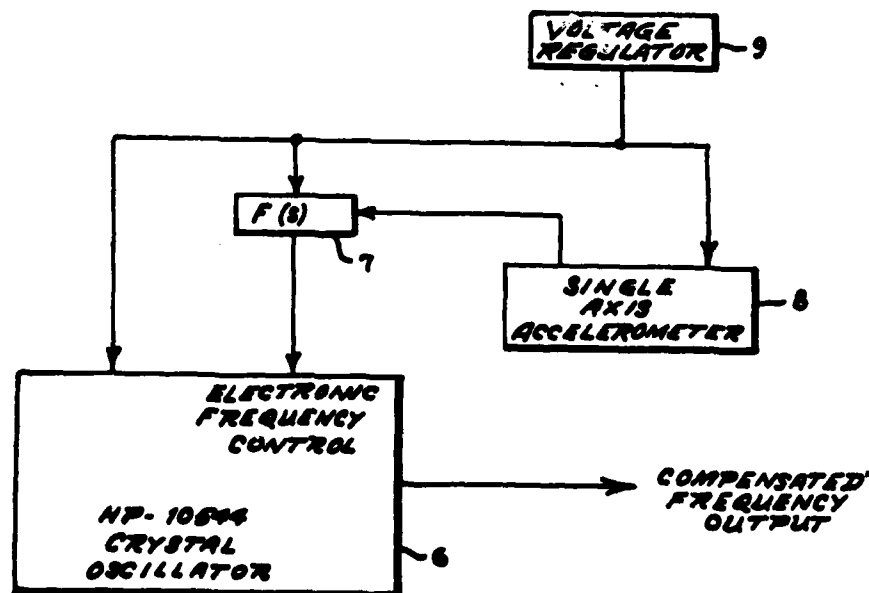 VOLTAGE
REGULATOR
9
F(s)
7
SINGLE
AXIS
ACCELEROMETER
8
ELECTRONIC
FREQUENCY
CONTROL
HP-10544
CRYSTAL
OSCILLATOR
6
COMPENSATED
FREQUENCY
OUTPUT